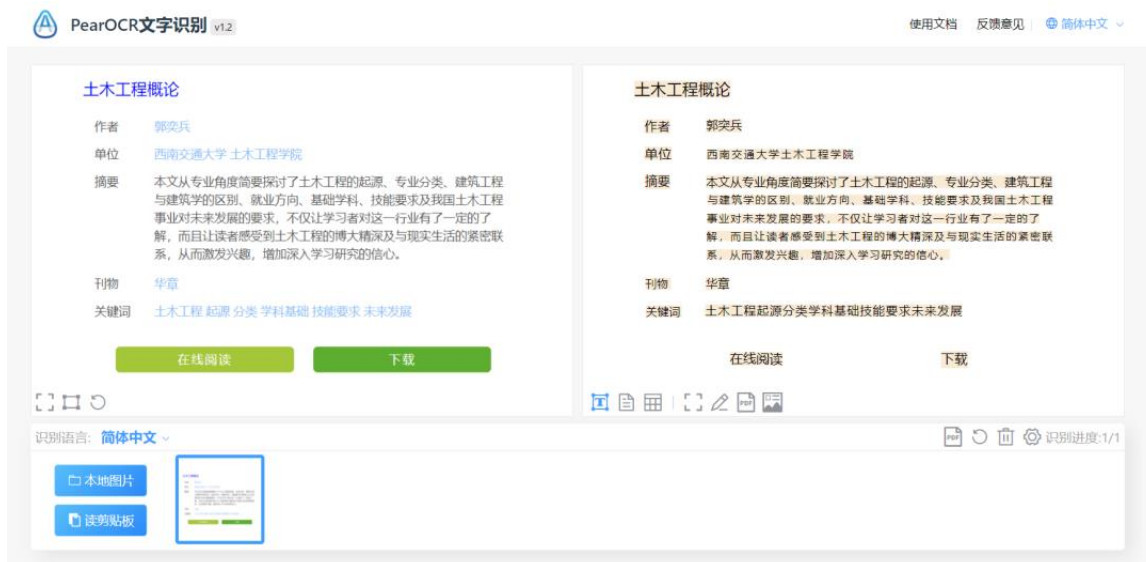 PearOCR文字识别 v1.2
使用文档 反馈意见 简体中文
土木工程概论
作者 郭奕兵
单位 西南交通大学 土木工程学院
摘要 本文从专业角度简要探讨了土木工程的起源、专业分类、建筑工程
与建筑学的区别、就业方向、基础学科、技能要求及我国土木工程
事业对未来发展的要求，不仅让学习者对这一行业有了一定的了
解，而且让读者感受到土木工程的博大精深及与现实生活的紧密联
系，从而激发兴趣，增加深入学习研究的信心。
刊物 华章
关键词 土木工程 起源 分类 学科基础 技能要求 未来发展
在线阅读 下载
土木工程概论
作者 郭突兵
单位 西南交通大学土木工程学院
摘要 本文从专业角度简要探讨了土木工程的起源、专业分类、建筑工程
与建筑学的区别、就业方向、基础学科、技能要求及我国土木工程
事业对未来发展的要求，不仅让学习者对这一行业有了一定的了
解，而且让读者感受到土木工程的博大精深及与现实生活的紧密联
系，从而激发兴趣，增加深入学习研究的信心。
刊物 华章
关键词 土木工程起源分类学科基础技能要求未来发展
在线阅读 下载
PDF
识别语言: 简体中文
PDF 识别进度:1/1
本地图片
读剪贴板